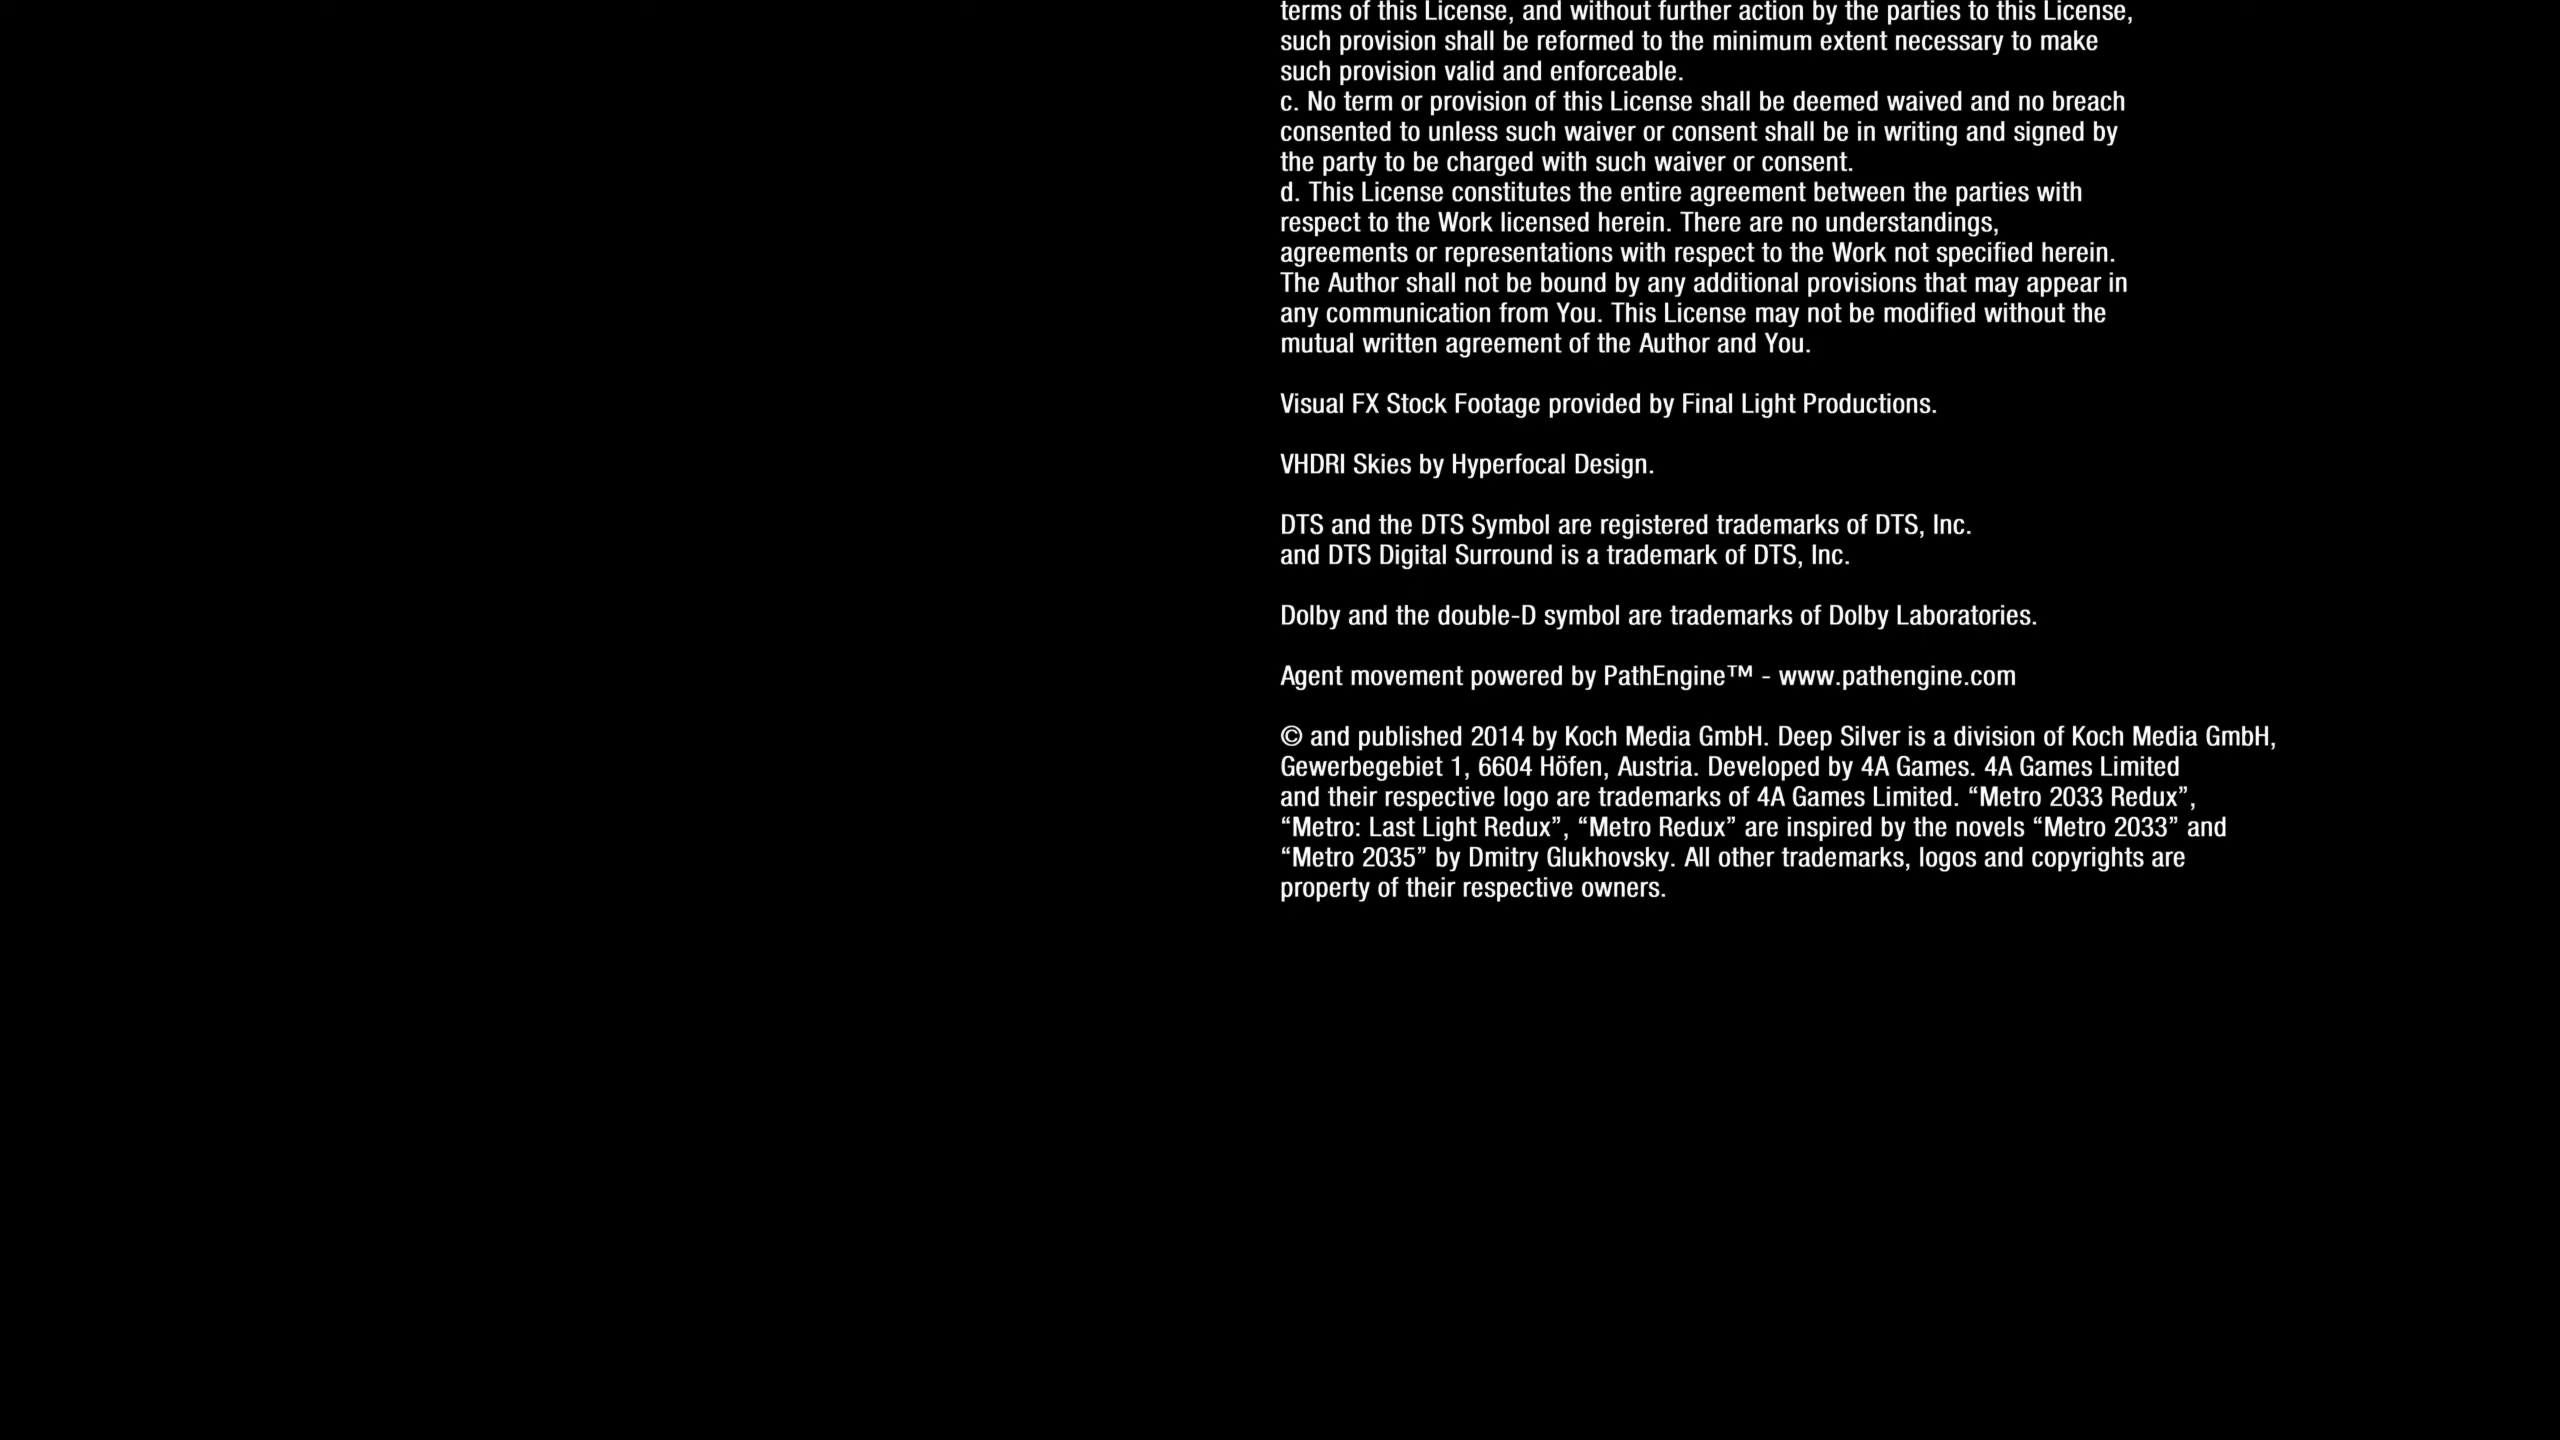 terms of this License, and without further action by the parties to this License,
such provision shall be reformed to the minimum extent necessary to make
such provision valid and enforceable.
c. No term or provision of this License shall be deemed waived and no breach
consented to unless such waiver or consent shall be in writing and signed by
the party to be charged with such waiver or consent.
d. This License constitutes the entire agreement between the parties with
respect to the Work licensed herein. There are no understandings,
agreements or representations with respect to the Work not specified herein.
The Author shall not be bound by any additional provisions that may appear in
any communication from You. This License may not be modified without the
mutual written agreement of the Author and You.
Visual FX Stock Footage provided by Final Light Productions.
VHDRI Skies by Hyperfocal Design.
DTS and the DTS Symbol are registered trademarks of DTS, Inc.
and DTS Digital Surround is a trademark of DTS, Inc.
Dolby and the double-D symbol are trademarks of Dolby Laboratories.
Agent movement powered by PathEngine™ - www.pathengine.com
© and published 2014 by Koch Media GmbH. Deep Silver is a division of Koch Media GmbH,
Gewerbegebiet 1, 6604 Höfen, Austria. Developed by 4A Games. 4A Games Limited
and their respective logo are trademarks of 4A Games Limited. “Metro 2033 Redux”,
“Metro: Last Light Redux”, “Metro Redux” are inspired by the novels “Metro 2033” and
“Metro 2035” by Dmitry Glukhovsky. All other trademarks, logos and copyrights are
property of their respective owners.